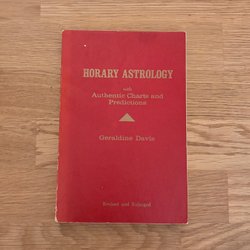 HORARY ASTROLOGY
with
Authentic Charts and
Predictions
Geraldine Davis
Revised and Enlarged